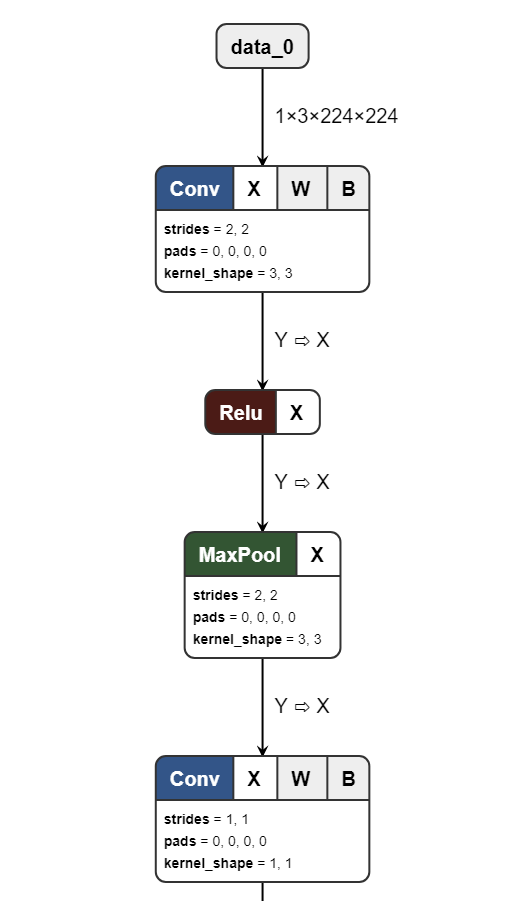 data_0
1×3×224×224
Conv X W B
strides = 2, 2
pads = 0, 0, 0, 0
kernel_shape = 3, 3
Y ⇨ X
Relu X
Y ⇨ X
MaxPool X
strides = 2, 2
pads = 0, 0, 0, 0
kernel_shape = 3, 3
Y ⇨ X
Conv X W B
strides = 1, 1
pads = 0, 0, 0, 0
kernel_shape = 1, 1